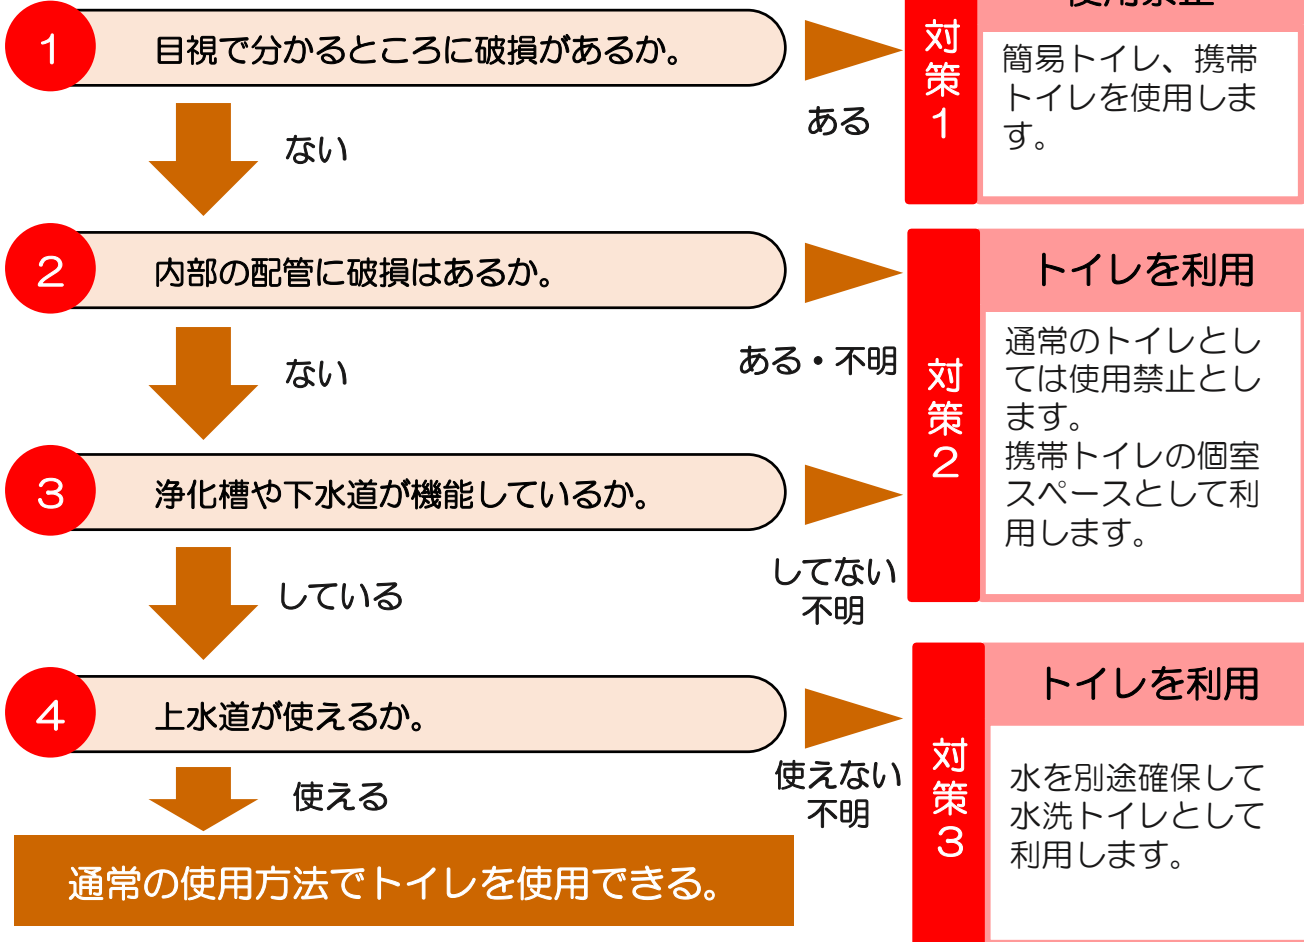 1
目視で分かるところに破損があるか。
ある
ない
対策1
簡易トイレ、携帯
トイレを使用しま
す。
2
内部の配管に破損はあるか。
ある・不明
ない
対策2
トイレを利用
通常のトイレとし
ては使用禁止とし
ます。
携帯トイレの個室
スペースとして利
用します。
3
浄化槽や下水道が機能しているか。
してない
不明
している
4
上水道が使えるか。
使えない
不明
使える
対策3
トイレを利用
水を別途確保して
水洗トイレとして
利用します。
通常の使用方法でトイレを使用できる。